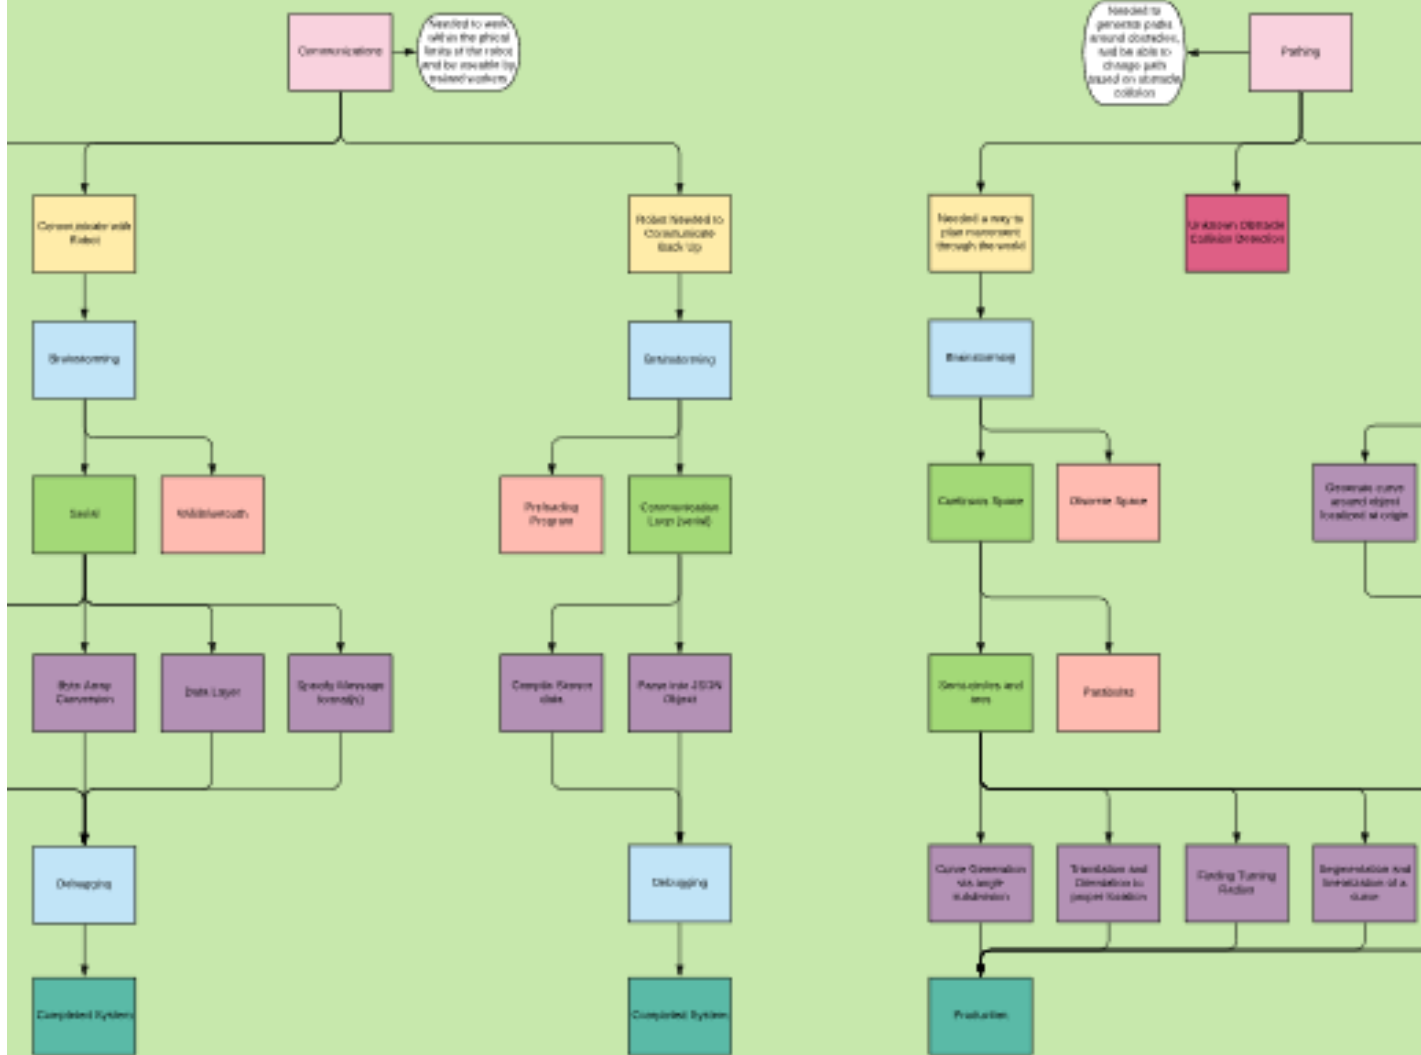 Communications
Needed to work
within the phical
limits of the robot
and be useable by
trained workers
Needed to
generate paths
around obstacles,
and be able to
change path
based on obstacle
collision
Pathing
Communicate with
Robot
Robot Needed to
Communicate
Back Up
Needed a way to
plan movement
through the world
Unknown Obstacle
Collision Detection
Brainstorming
Brainstorming
Brainstorming
Serial
Preloading
Program
Communication
Loop (serial)
Continuous Space
Discrete Space
Generate curve
around object
localized at origin
Byte Array
Conversion
Data Layer
Specify Message
format(s)
Compile Sensor
data
Parse into JSON
Object
Semi-circles and
arcs
Parabolas
Debugging
Debugging
Curve Generation
via angle
subdivision
Translation and
Orientation to
proper location
Finding Turning
Radius
Segmentation and
linearization of a
curve
Completed System
Completed System
Production